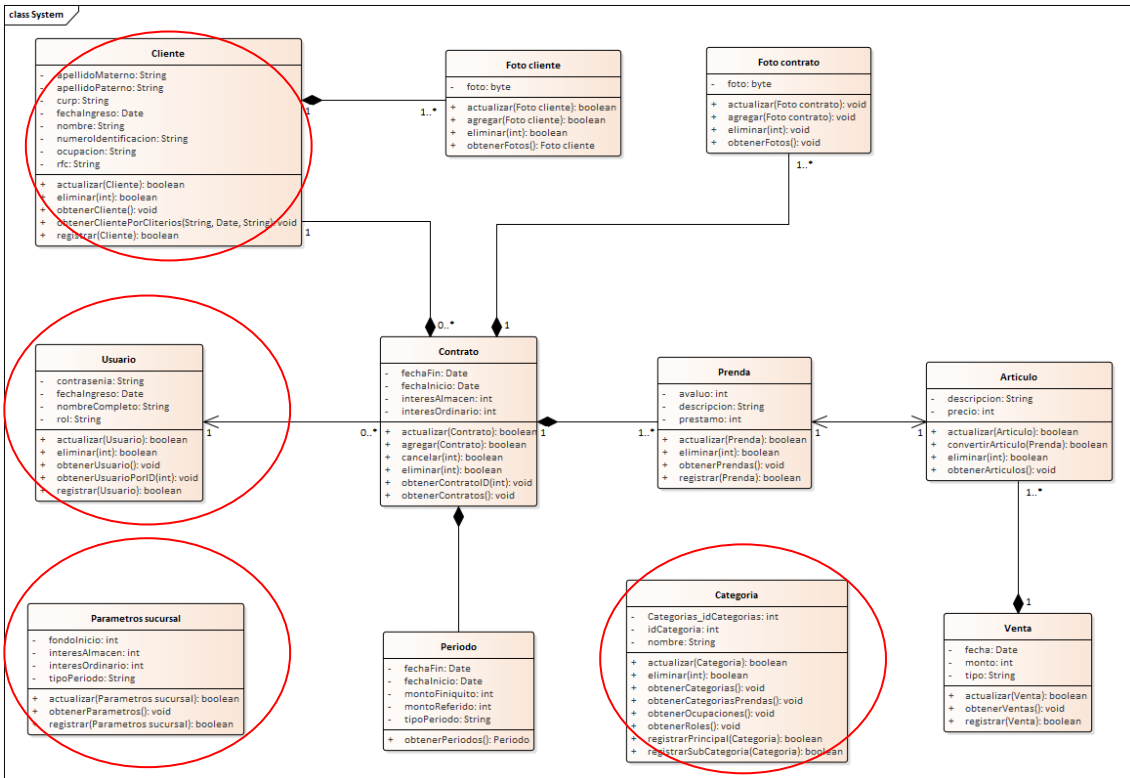 class System
Cliente
- apellidoMaterno: String
- apellidoPaterno: String
- curp: String
- fechaIngreso: Date
- nombre: String
- numeroIdentificacion: String
- ocupacion: String
- rfc: String
+ actualizar(Cliente): boolean
+ eliminar(int): boolean
+ obtenerCliente(): void
+ obtenerClientePorCliterios(String, Date, String): void
+ registrar(Cliente): boolean
1
1..*
1
Foto cliente
- foto: byte
+ actualizar(Foto cliente): boolean
+ agregar(Foto cliente): boolean
+ eliminar(int): boolean
+ obtenerFotos(): Foto cliente
Foto contrato
- foto: byte
+ actualizar(Foto contrato): void
+ agregar(Foto contrato): void
+ eliminar(int): void
+ obtenerFotos(): void
1..*
0..*
1
Usuario
- contrasenia: String
- fechaIngreso: Date
- nombreCompleto: String
- rol: String
+ actualizar(Usuario): boolean
+ eliminar(int): boolean
+ obtenerUsuario(): void
+ obtenerUsuarioPorID(int): void
+ registrar(Usuario): boolean
1
0..*
Contrato
- fechaFin: Date
- fechaInicio: Date
- interesAlmacen: int
- interesOrdinario: int
+ actualizar(Contrato): boolean
+ agregar(Contrato): boolean
+ cancelar(int): boolean
+ eliminar(int): boolean
+ obtenerContratoID(int): void
+ obtenerContratos(): void
1
1..*
Prenda
- avaluo: int
- descripcion: String
- prestamo: int
+ actualizar(Prenda): boolean
+ eliminar(int): boolean
+ obtenerPrendas(): void
+ registrar(Prenda): boolean
1
1
Articulo
- descripcion: String
- precio: int
+ actualizar(Articulo): boolean
+ convertirArticulo(Prenda): boolean
+ eliminar(int): boolean
+ obtenerArticulos(): void
1..*
1
Parametros sucursal
- fondoInicio: int
- interesAlmacen: int
- interesOrdinario: int
- tipoPeriodo: String
+ actualizar(Parametros sucursal): boolean
+ obtenerParametros(): void
+ registrar(Parametros sucursal): boolean
Periodo
- fechaFin: Date
- fechaInicio: Date
- montoFiniquito: int
- montoReferido: int
- tipoPeriodo: String
+ obtenerPeriodos(): Periodo
Categoria
- Categorias_idCategorias: int
- idCategoria: int
- nombre: String
+ actualizar(Categoria): boolean
+ eliminar(int): boolean
+ obtenerCategorias(): void
+ obtenerCategoriasPrendas(): void
+ obtenerOcupaciones(): void
+ obtenerRoles(): void
+ registrarPrincipal(Categoria): boolean
+ registrarSubCategoria(Categoria): boolean
Venta
- fecha: Date
- monto: int
- tipo: String
+ actualizar(Venta): boolean
+ obtenerVentas(): void
+ registrar(Venta): boolean